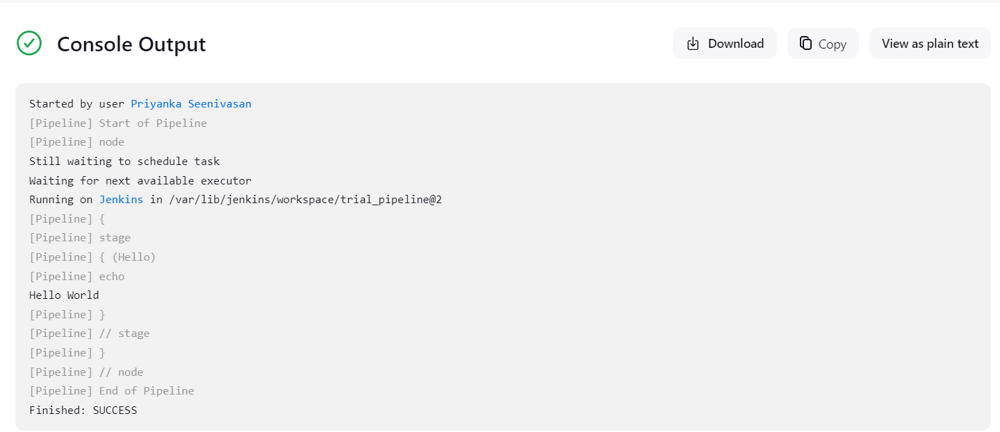 Console Output
Download
Copy
View as plain text
Started by user Priyanka Seenivasan
[Pipeline] Start of Pipeline
[Pipeline] node
Still waiting to schedule task
Waiting for next available executor
Running on Jenkins in /var/lib/jenkins/workspace/trial_pipeline@2
[Pipeline] {
[Pipeline] stage
[Pipeline] { (Hello)
[Pipeline] echo
Hello World
[Pipeline] }
[Pipeline] // stage
[Pipeline] }
[Pipeline] // node
[Pipeline] End of Pipeline
Finished: SUCCESS